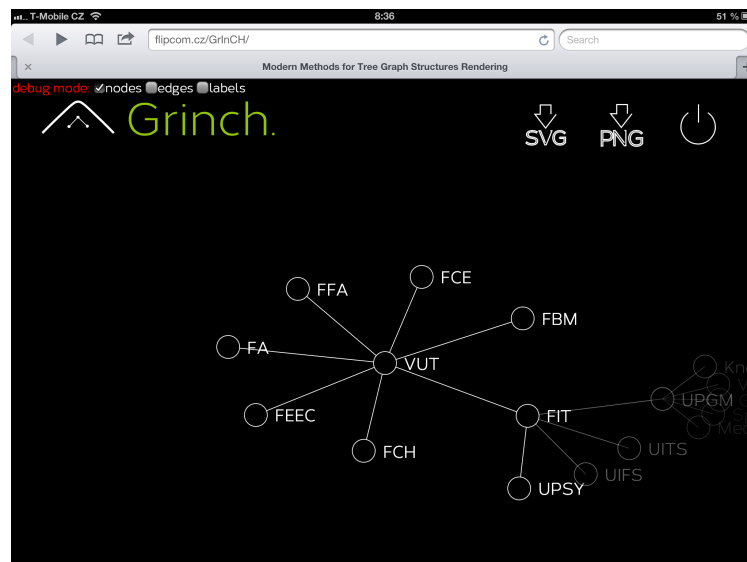 T-Mobile CZ 8:36 51 %
flipcom.cz/GrInCH/ Search
Modern Methods for Tree Graph Structures Rendering
debug mode: nodes edges labels
Grinch.
SVG PNG
FCE
FFA
FBM
FA
VUT
UPGM
FEEC
FIT
UITS
FCH
UIFS
UPSY